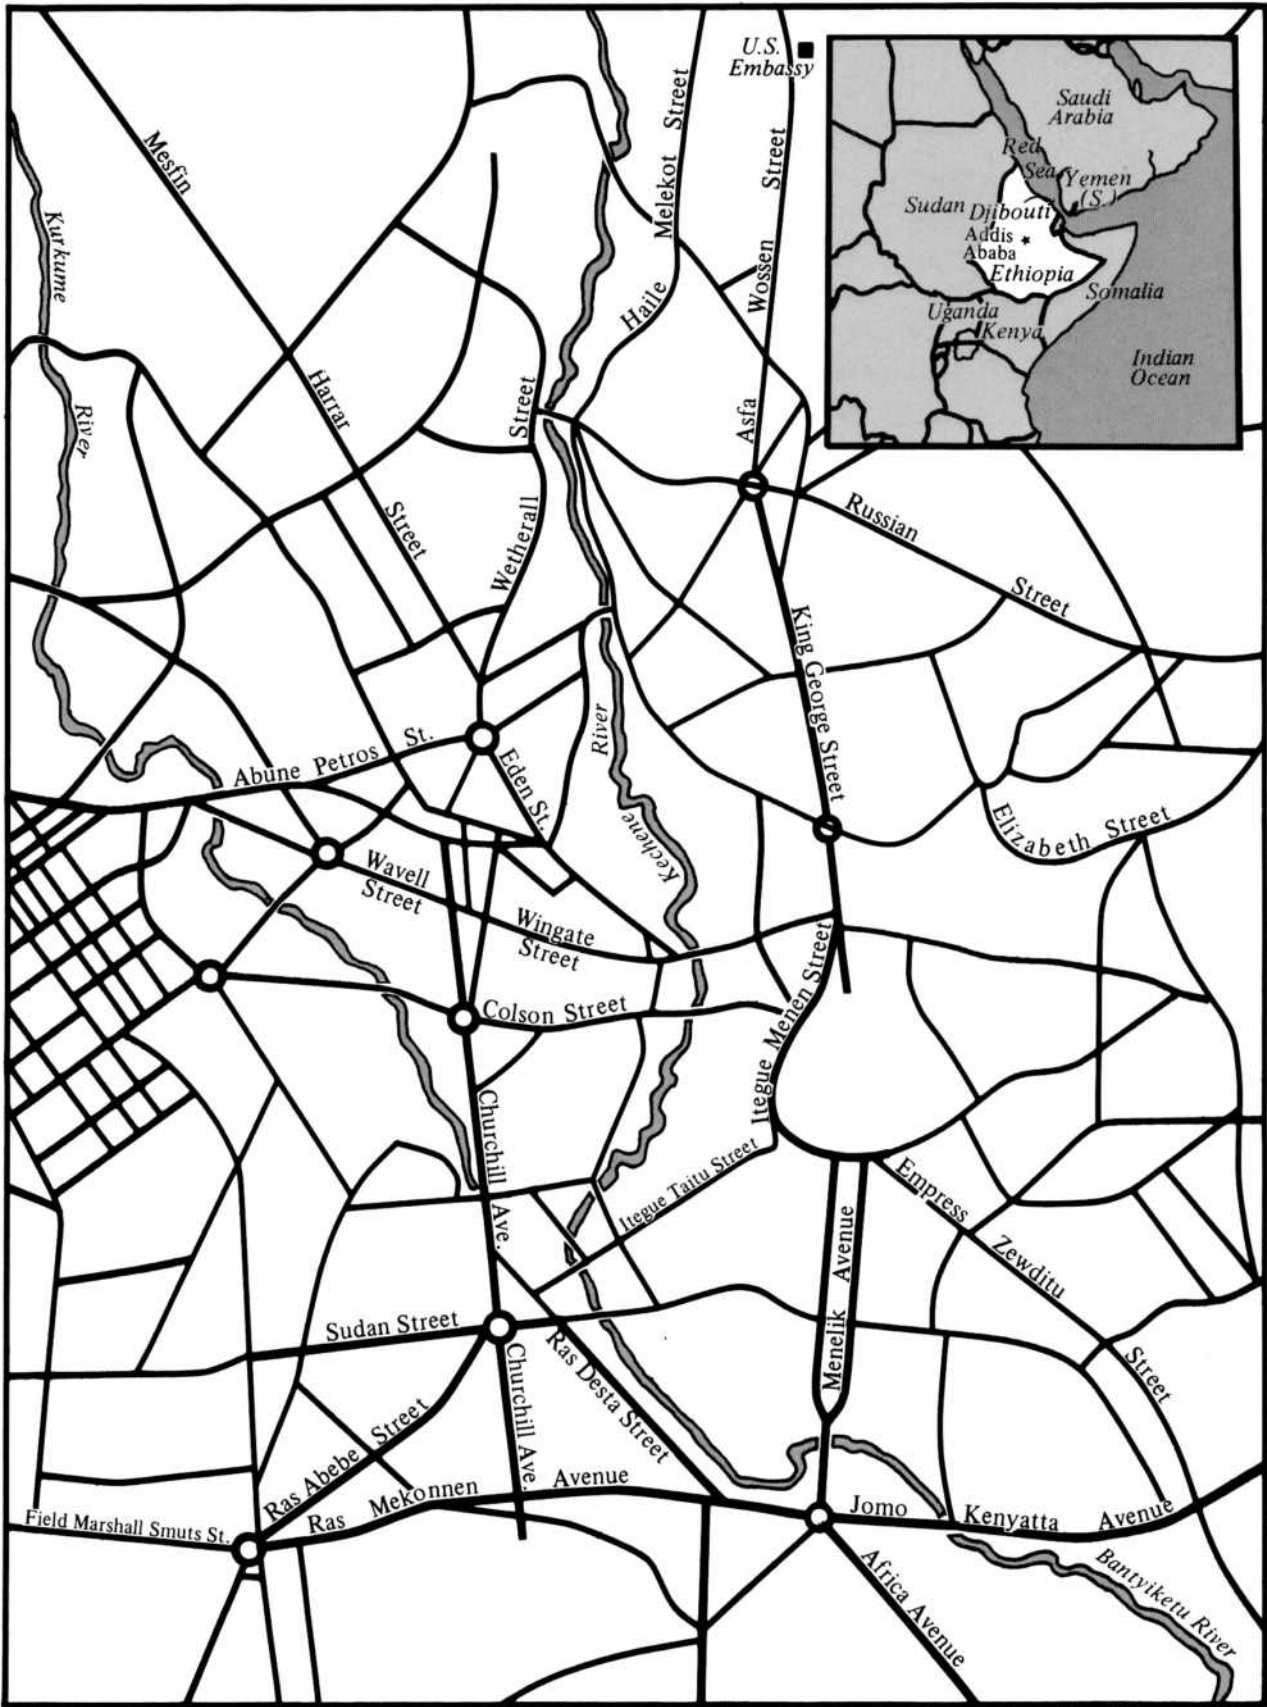 U.S.
Embassy
Saudi
Arabia
Red
Sea
Yemen
(S.)
Sudan
Djibouti
Addis
Ababa
Ethiopia
Somalia
Uganda
Kenya
Indian
Ocean
Mesfin
Harrar
Street
Kurkume
River
Haile
Melekot
Street
Asfa
Wossen
Street
Wetherall
Street
Russian
Street
King George Street
River
Kechene
Abune Petros St.
Eden St.
Elizabeth Street
Wavell
Street
Wingate
Street
Colson Street
Itegue Menen Street
Itegue Taitu Street
Churchill
Ave.
Empress
Zewditu
Street
Menelik Avenue
Sudan Street
Ras Desta Street
Churchill Ave.
Ras Abebe Street
Ras Mekonnen Avenue
Field Marshall Smuts St.
Jomo Kenyatta Avenue
Africa Avenue
Bantyiketu River